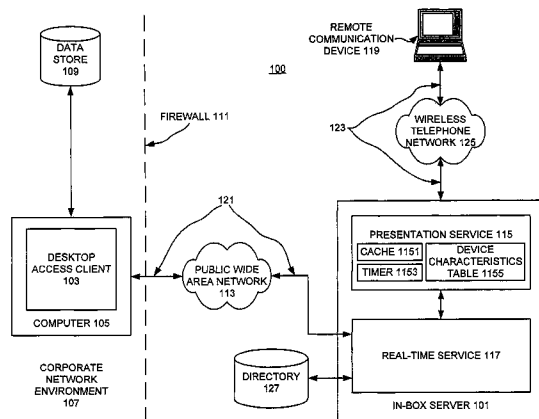 DATA
STORE
109
100
REMOTE
COMMUNICATION
DEVICE 119
FIREWALL 111
123
WIRELESS
TELEPHONE
NETWORK 125
121
DESKTOP
ACCESS CLIENT
103
COMPUTER 105
PUBLIC WIDE
AREA NETWORK
113
PRESENTATION SERVICE 115
CACHE 1151
TIMER 1153
DEVICE
CHARACTERISTICS
TABLE 1155
REAL-TIME SERVICE 117
CORPORATE
NETWORK
ENVIRONMENT
107
DIRECTORY
127
IN-BOX SERVER 101